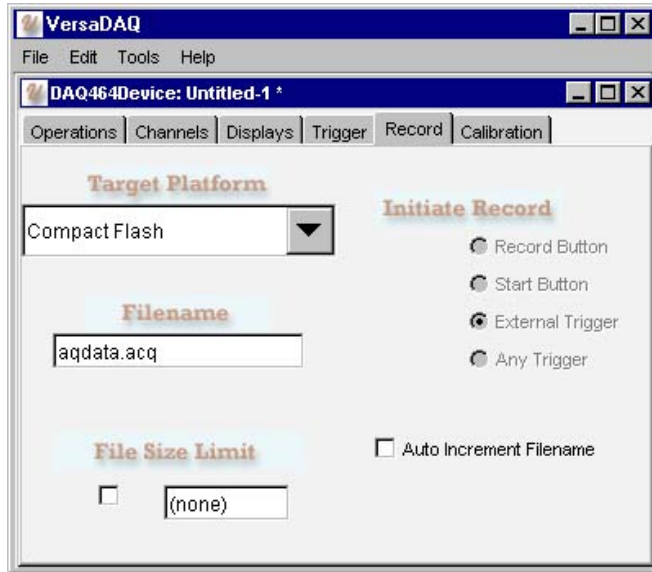 VersaDAQ
File Edit Tools Help
DAQ464Device: Untitled-1 *
Operations Channels Displays Trigger Record Calibration
Target Platform
Compact Flash
Filename
aqdata.acq
File Size Limit
(none)
Initiate Record
Record Button
Start Button
External Trigger
Any Trigger
Auto Increment Filename